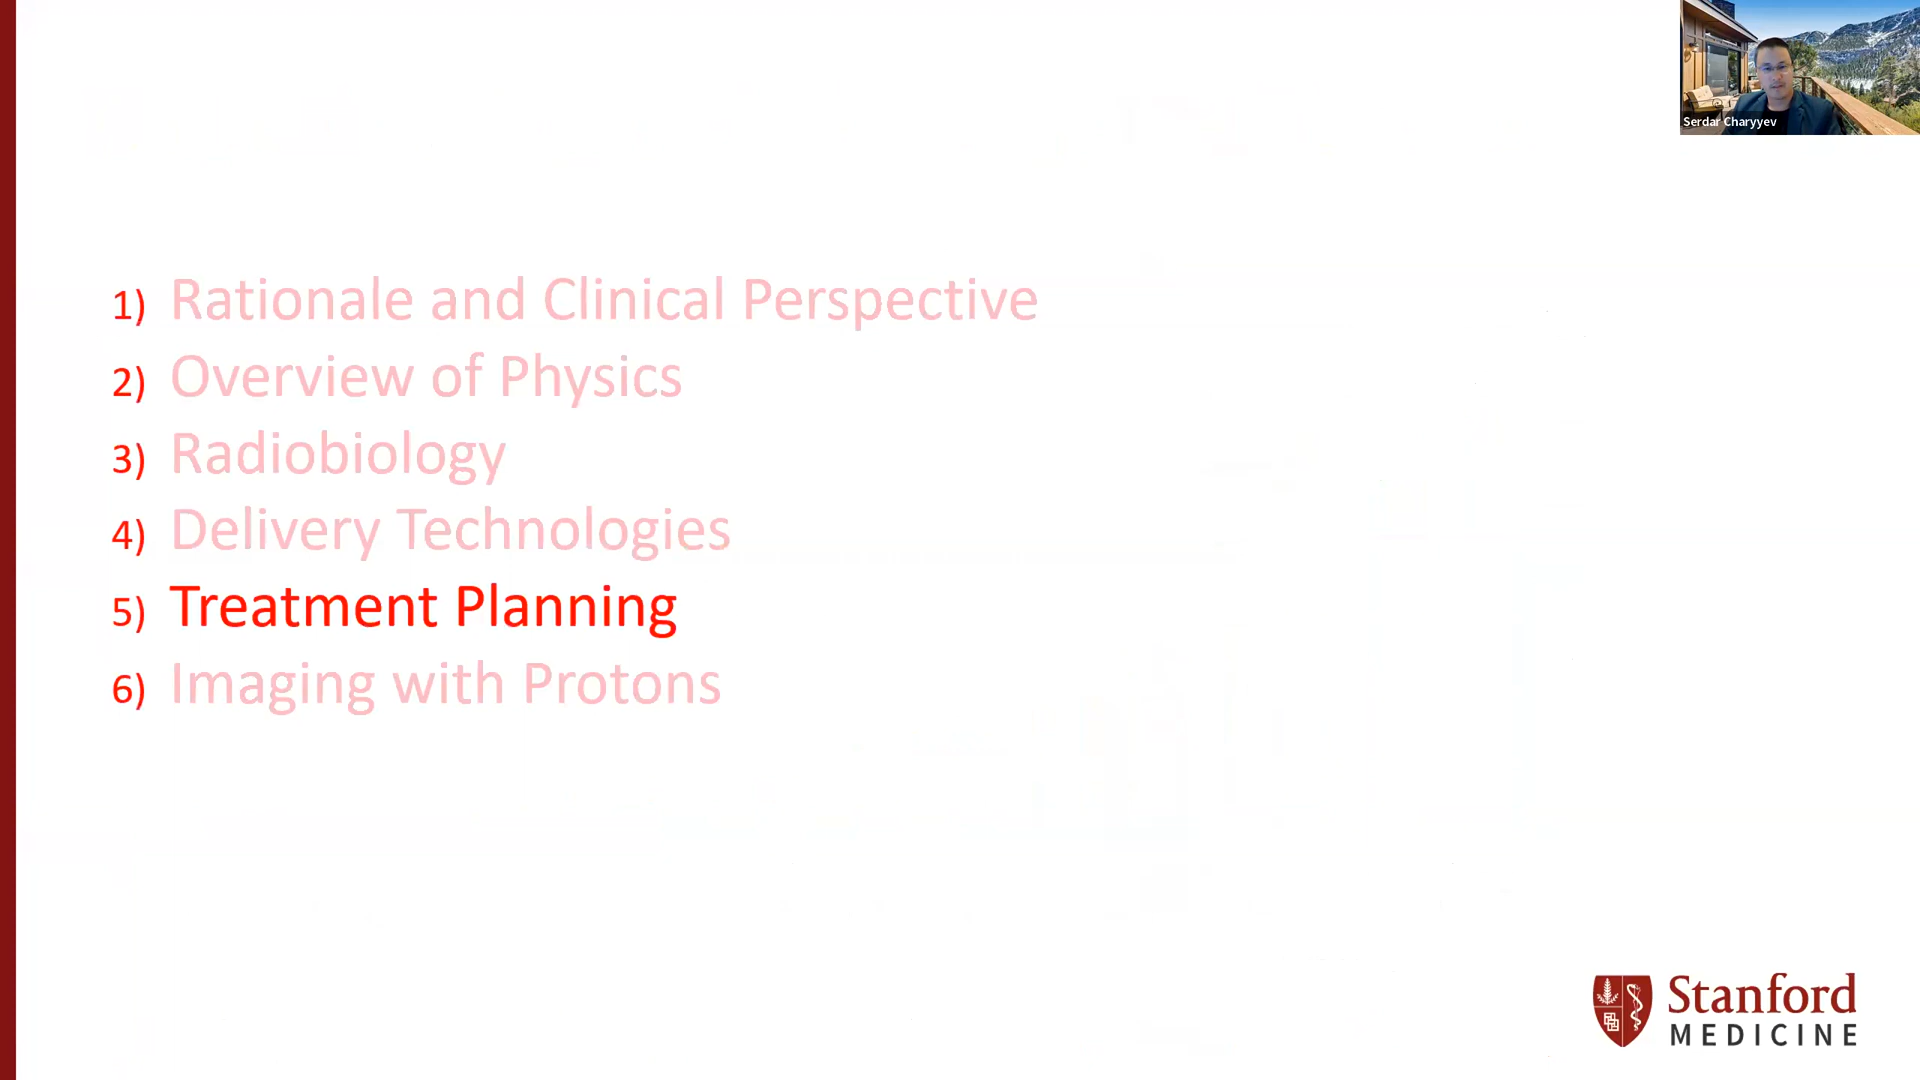 Serdar Charyyev
1) Rationale and Clinical Perspective
2) Overview of Physics
3) Radiobiology
4) Delivery Technologies
5) Treatment Planning
6) Imaging with Protons
Stanford
MEDICINE